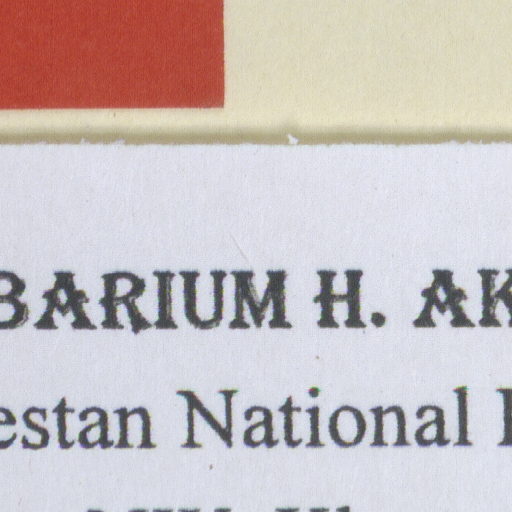 BARIUM H. AK
estan National